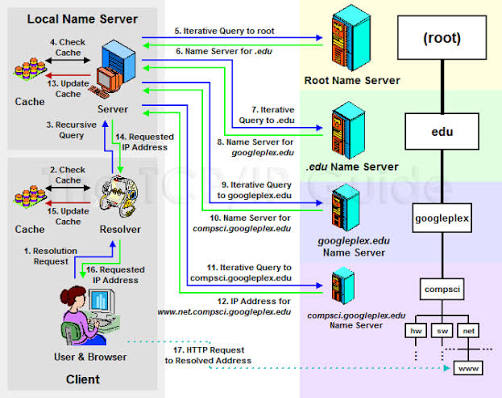 Local Name Server
4. Check
Cache
Cache
13. Update
Cache
Server
3. Recursive
Query
14. Requested
IP Address
2. Check
Cache
Cache
15. Update
Cache
Resolver
1. Resolution
Request
16. Requested
IP Address
User & Browser
Client
5. Iterative Query to root
6. Name Server for .edu
7. Iterative
Query to .edu
8. Name Server for
googleplex.edu
9. Iterative Query
to googleplex.edu
10. Name Server for
compsci.googleplex.edu
11. Iterative Query to
compsci.googleplex.edu
12. IP Address for
www.net.compsci.googleplex.edu
17. HTTP Request
to Resolved Address
Root Name Server
.edu Name Server
googleplex.edu
Name Server
compsci.googleplex.edu
Name Server
(root)
edu
googleplex
compsci
hw
sw
net
www
The TCP/IP Guide